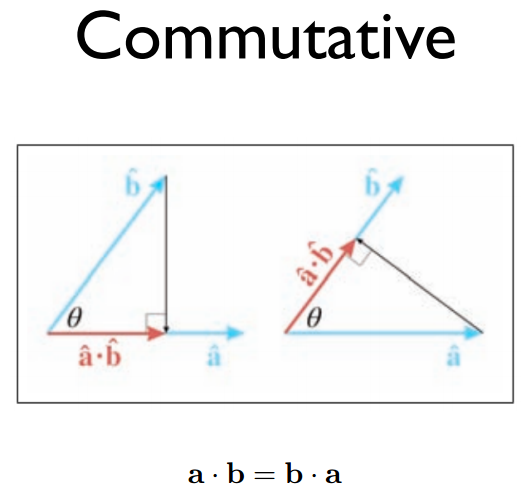 Commutative
b̂ b̂
â·b̂
θ θ
â·b̂ â â
a · b = b · a